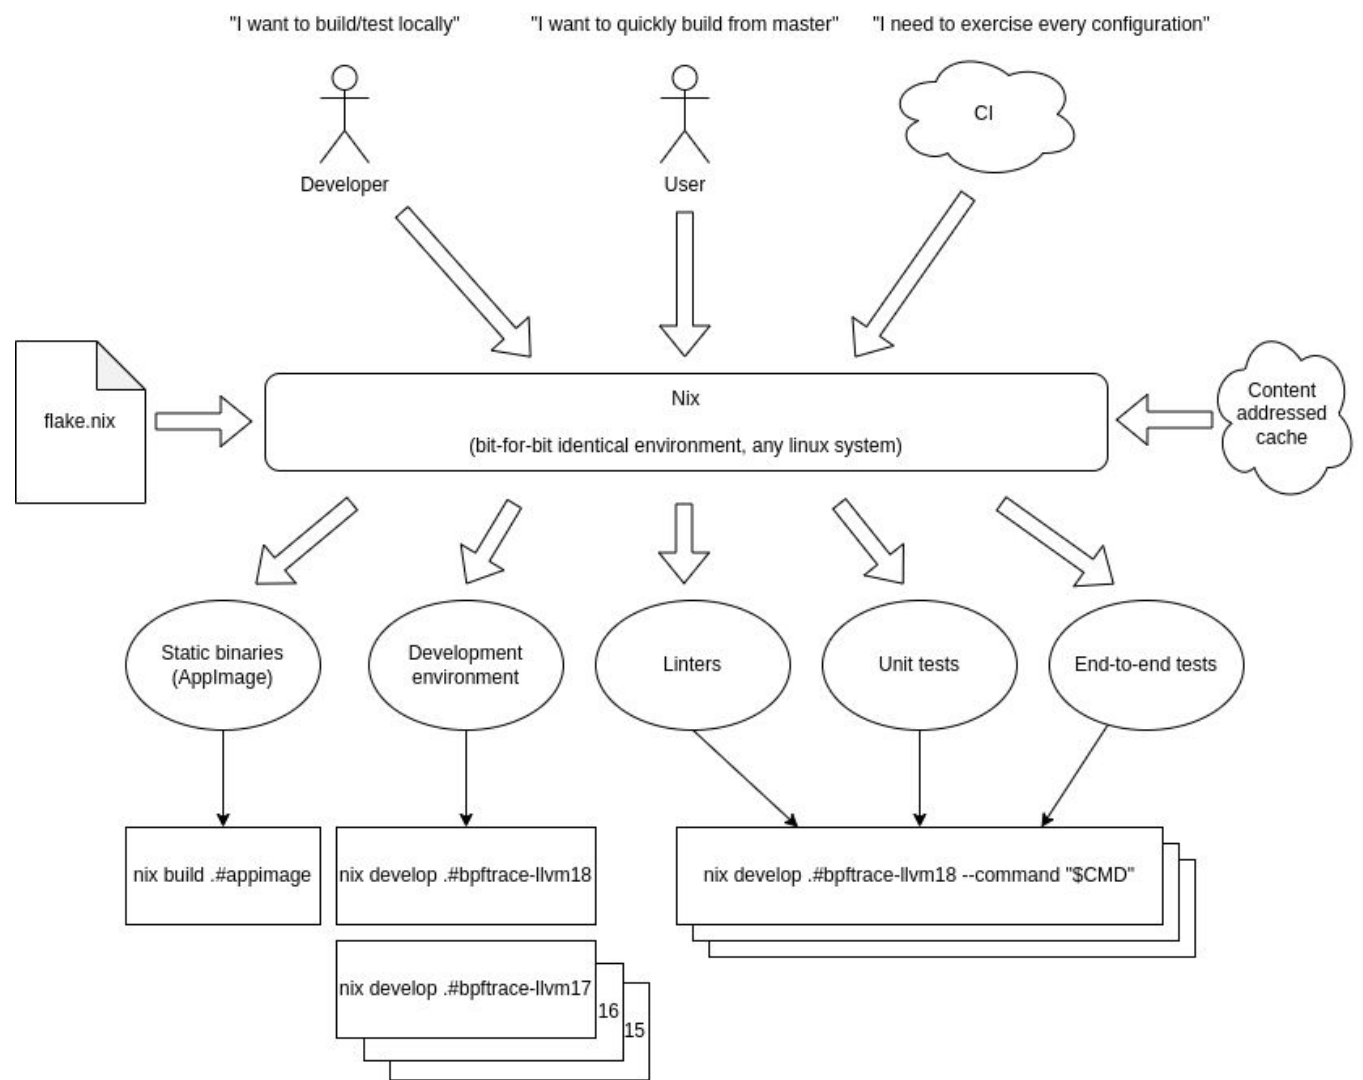 "I want to build/test locally"
"I want to quickly build from master"
"I need to exercise every configuration"
CI
Developer
User
flake.nix
Nix
(bit-for-bit identical environment, any linux system)
Content
addressed
cache
Static binaries
(AppImage)
Development
environment
Linters
Unit tests
End-to-end tests
nix build .#appimage
nix develop .#bpftrace-llvm18
nix develop .#bpftrace-llvm18 --command "$CMD"
nix develop .#bpftrace-llvm17
16
15